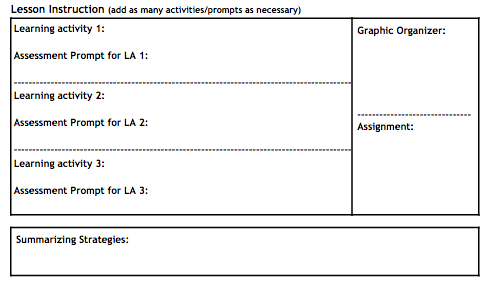 Lesson Instruction (add as many activities/prompts as necessary)
Learning activity 1:
Assessment Prompt for LA 1:
Learning activity 2:
Assessment Prompt for LA 2:
Learning activity 3:
Assessment Prompt for LA 3:
Graphic Organizer:
Assignment:
Summarizing Strategies: